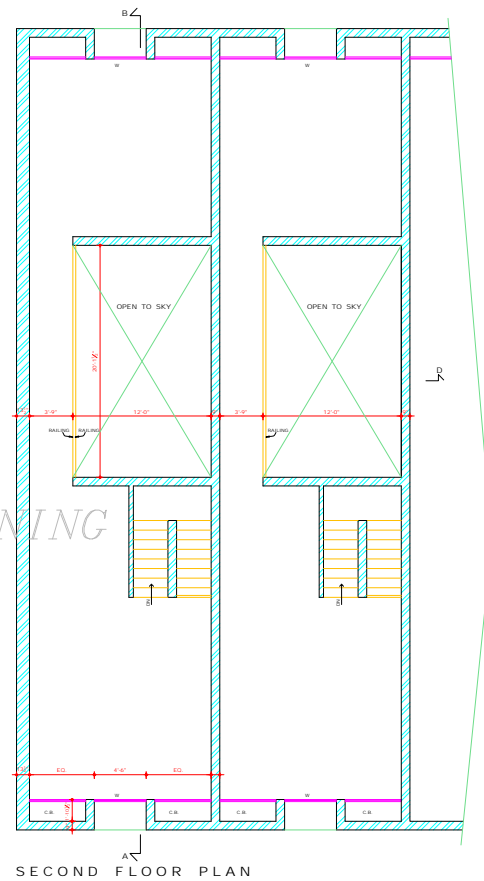 B
W W
OPEN TO SKY OPEN TO SKY
D
3'-9" 12'-0" 3'-9" 12'-0"
RAILING RAILING RAILING
NING
DN DN
EQ. 4'-6" EQ.
W W
C.B. C.B. C.B. C.B.
A
SECOND FLOOR PLAN